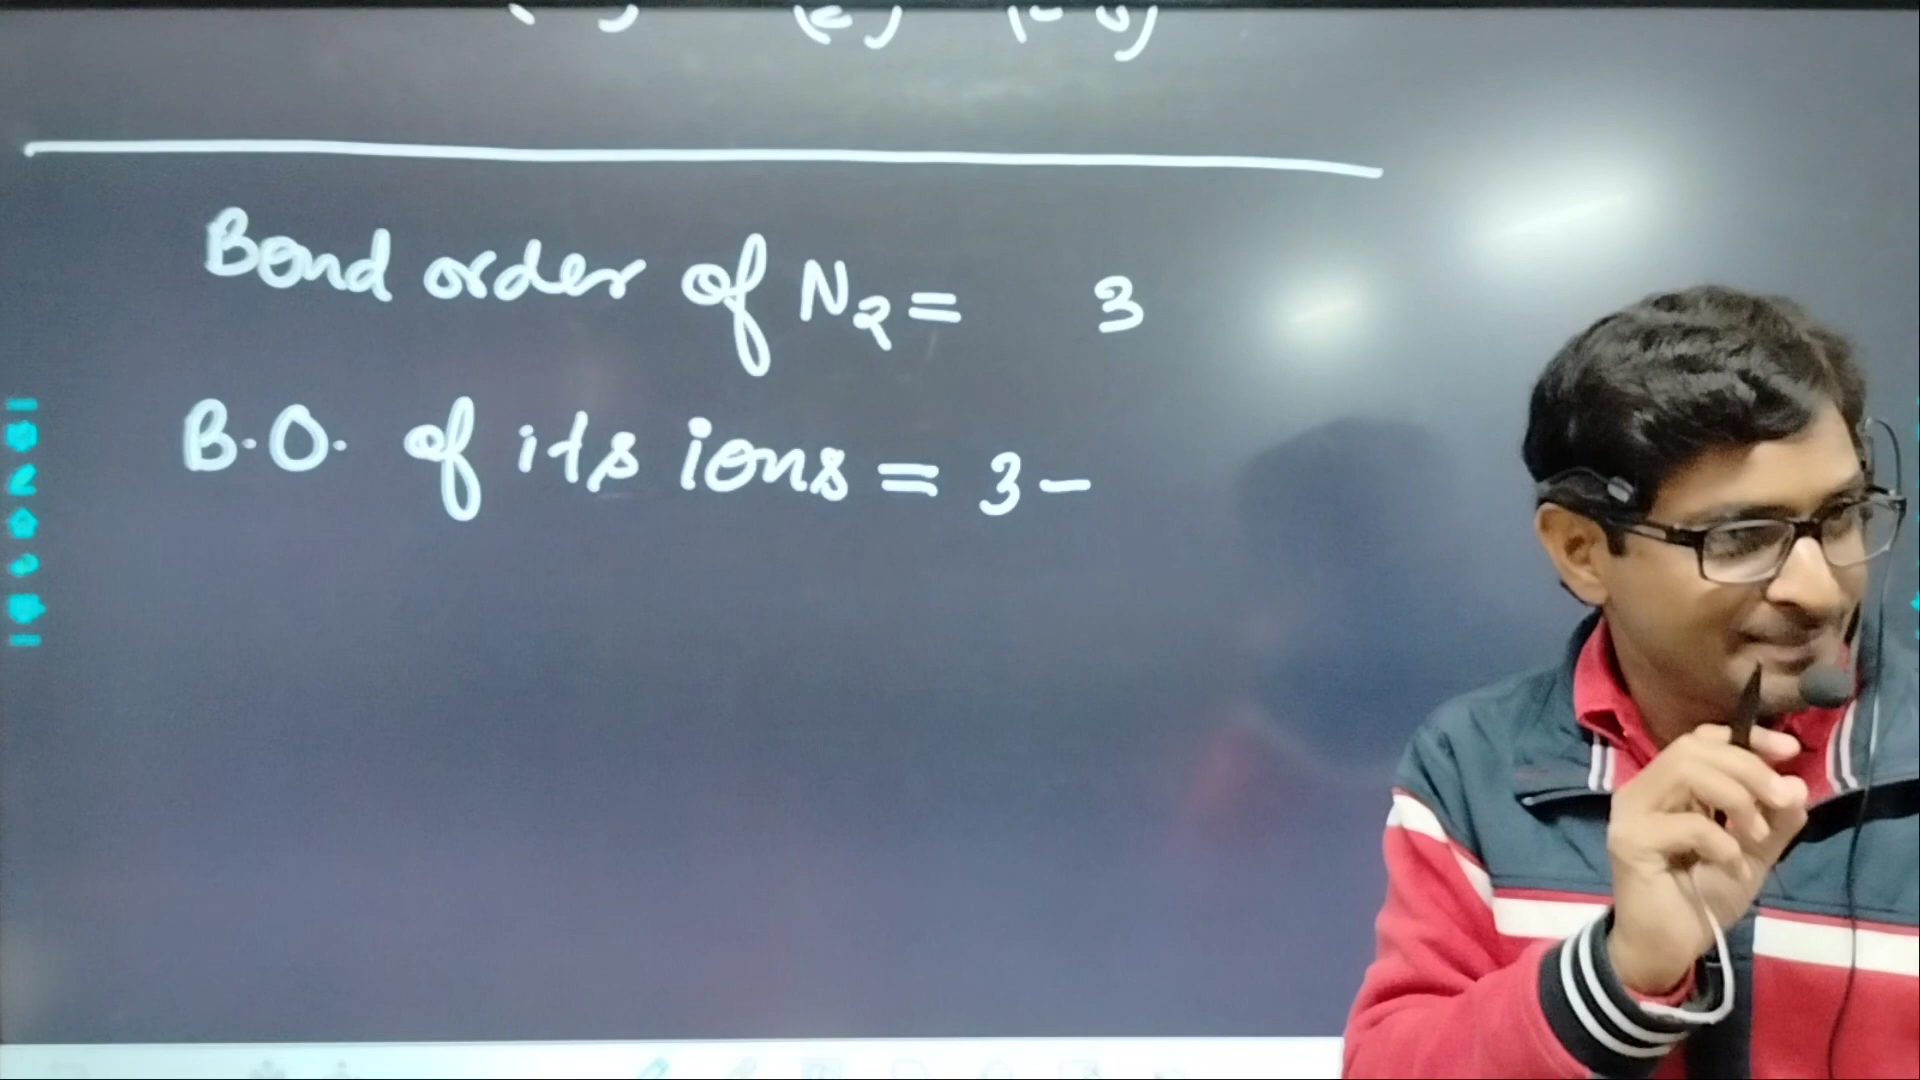 Bond order of N₂ = 3
B.O. of its ions = 3 -